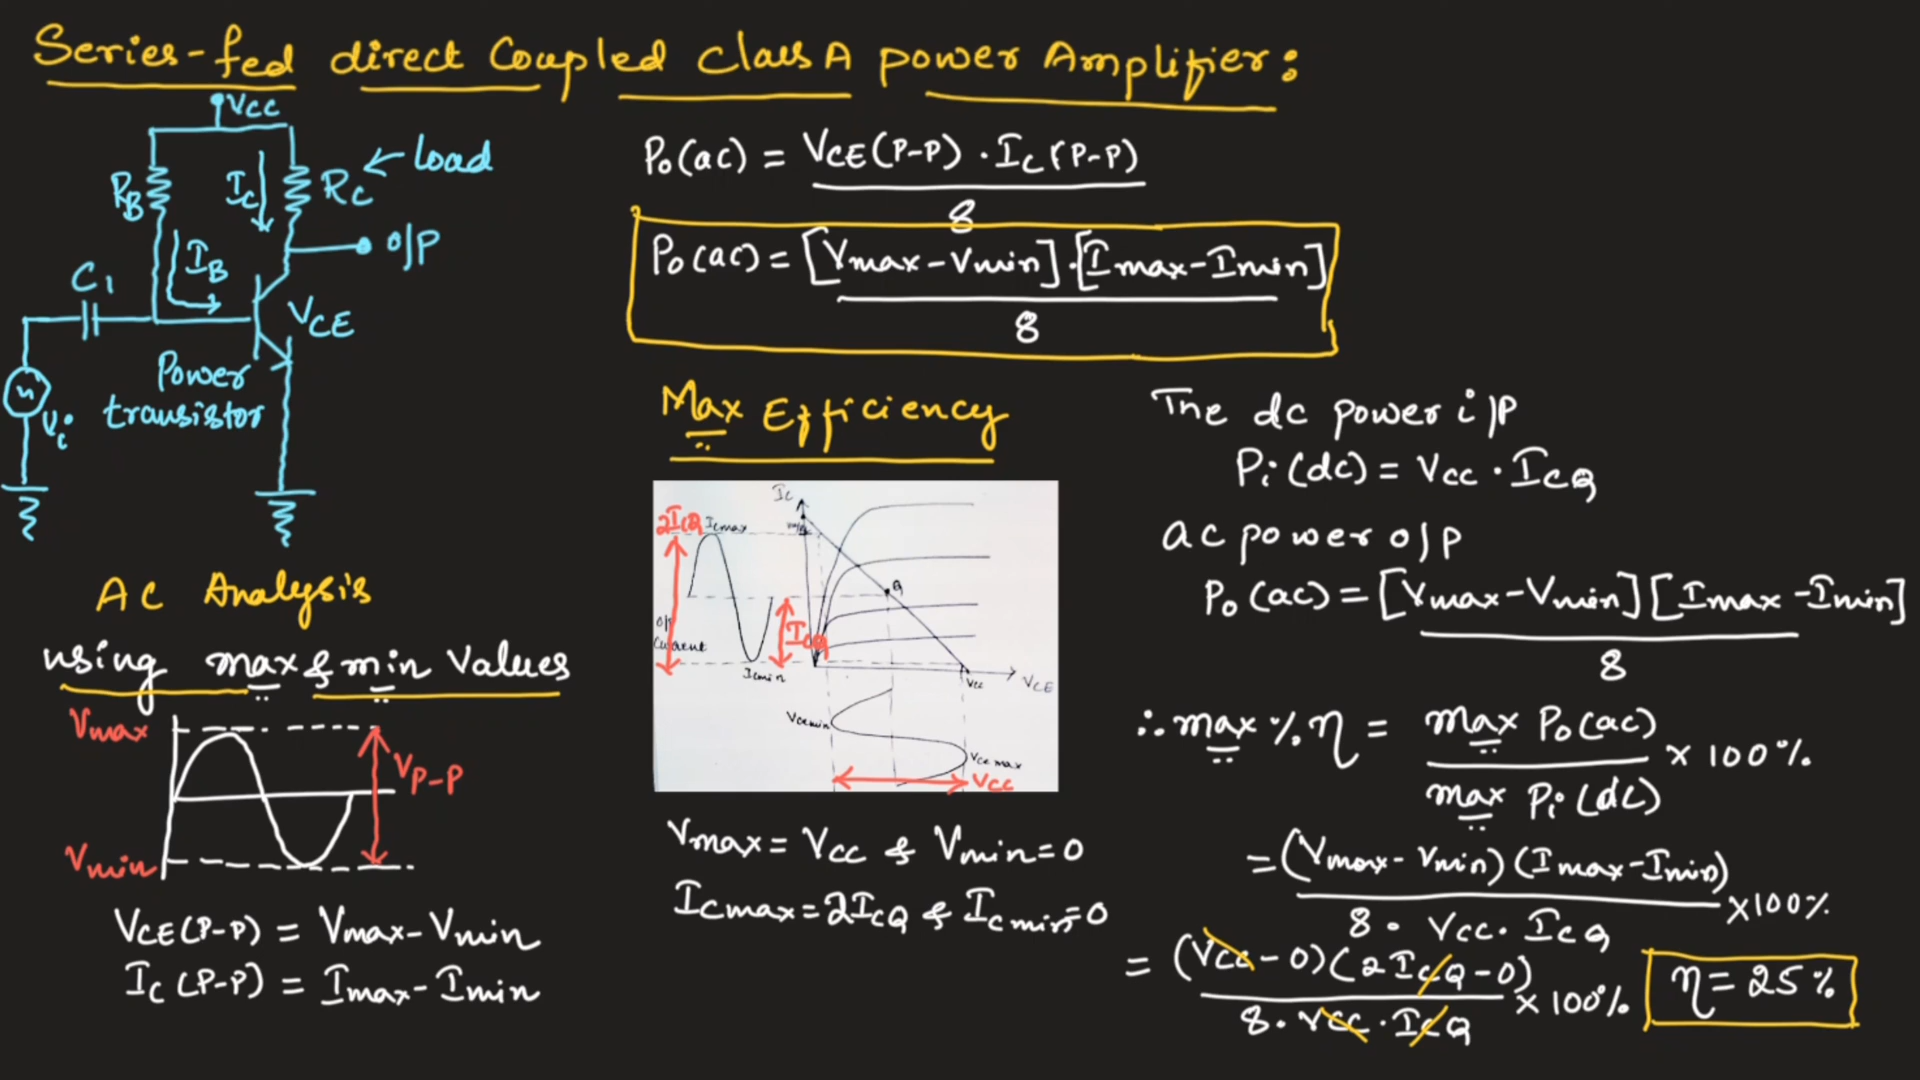 Series-fed direct Coupled Class A power Amplifier:
VCC
RB
IC
RC ← Load
O/P
IB
C1
VCE
Power
transistor
Vi
Po(ac) = VCE(P-P) · IC(P-P)
8
Po(ac) = [Vmax-Vmin]·[Imax-Imin]
8
AC Analysis
using max & min Values
Vmax
VP-P
Vmin
VCE(P-P) = Vmax-Vmin
IC(P-P) = Imax-Imin
Max Efficiency
IC
2ICQ
Icmax
Q
ICQ
O/P
Current
Icmin
VCC
VCE
Vcemin
Vcemax
VCC
Vmax = VCC & Vmin=0
ICmax=2ICQ & ICmin=0
The dc power i/P
Pi(dc) = VCC · ICQ
ac power o/p
Po(ac) = [Vmax-Vmin][Imax-Imin]
8
∴ max % η = max Po(ac) × 100%
max Pi(dc)
= (Vmax- Vmin)(Imax-Imin) ×100%
8 · VCC · ICQ
= (VCC-0)(2ICQ-0) × 100%
8 · VCC · ICQ
η = 25%